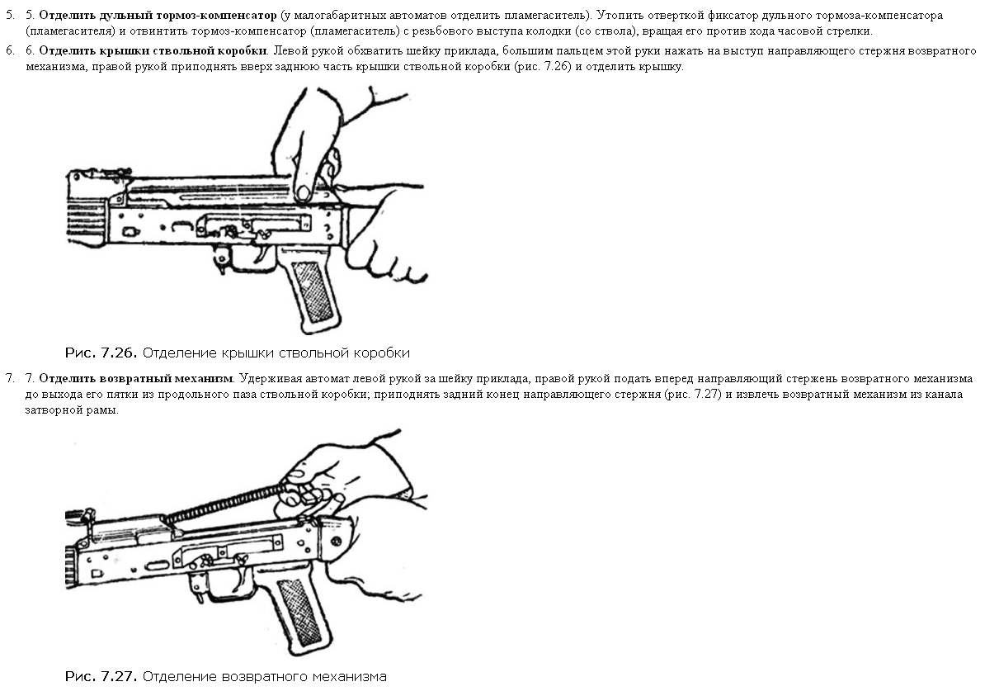 5. 5. Отделить дульный тормоз-компенсатор (у малогабаритных автоматов отделить пламегаситель). Утопить отверткой фиксатор дульного тормоза-компенсатора
(пламегасителя) и отвинтить тормоз-компенсатор (пламегаситель) с резьбового выступа колодки (со ствола), вращая его против хода часовой стрелки.
6. 6. Отделить крышки ствольной коробки. Левой рукой обхватить шейку приклада, большим пальцем этой руки нажать на выступ направляющего стержня возвратного
механизма, правой рукой приподнять вверх заднюю часть крышки ствольной коробки (рис. 7.26) и отделить крышку.
Рис. 7.26. Отделение крышки ствольной коробки
7. 7. Отделить возвратный механизм. Удерживая автомат левой рукой за шейку приклада, правой рукой подать вперед направляющий стержень возвратного механизма
до выхода его пятки из продольного паза ствольной коробки; приподнять задний конец направляющего стержня (рис. 7.27) и извлечь возвратный механизм из канала
затворной рамы.
Рис. 7.27. Отделение возвратного механизма